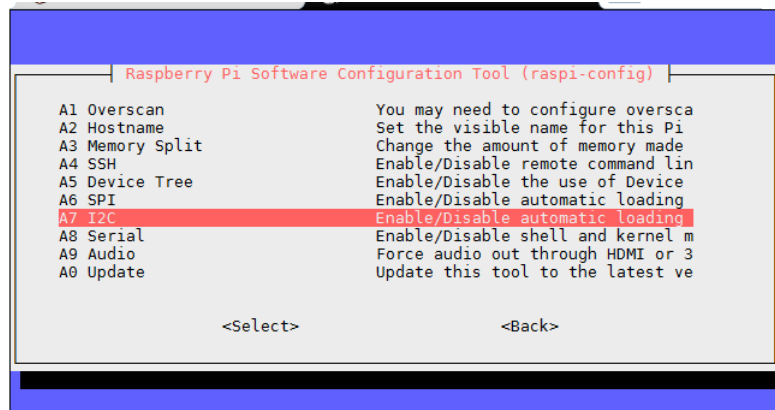 Raspberry Pi Software Configuration Tool (raspi-config)
A1 Overscan You may need to configure oversca
A2 Hostname Set the visible name for this Pi
A3 Memory Split Change the amount of memory made
A4 SSH Enable/Disable remote command lin
A5 Device Tree Enable/Disable the use of Device
A6 SPI Enable/Disable automatic loading
A7 I2C Enable/Disable automatic loading
A8 Serial Enable/Disable shell and kernel m
A9 Audio Force audio out through HDMI or 3
A0 Update Update this tool to the latest ve
<Select> <Back>